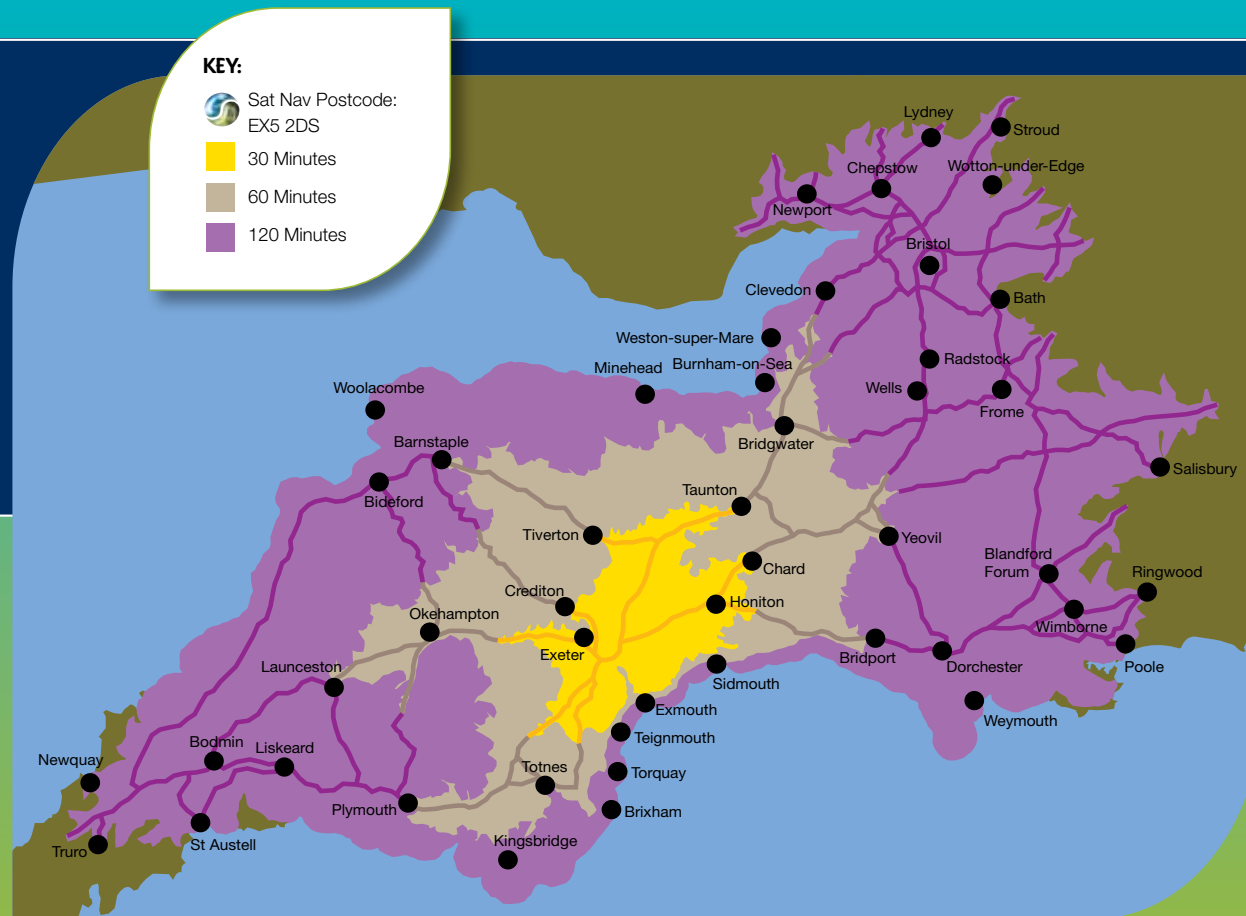 KEY:
Sat Nav Postcode:
EX5 2DS
30 Minutes
60 Minutes
120 Minutes
Lydney
Stroud
Chepstow
Wotton-under-Edge
Newport
Bristol
Clevedon
Bath
Weston-super-Mare
Radstock
Minehead
Burnham-on-Sea
Woolacombe
Wells
Frome
Barnstaple
Bridgwater
Salisbury
Bideford
Taunton
Tiverton
Yeovil
Blandford
Forum
Chard
Ringwood
Crediton
Honiton
Okehampton
Wimborne
Exeter
Bridport
Launceston
Dorchester
Poole
Sidmouth
Exmouth
Weymouth
Teignmouth
Bodmin
Liskeard
Newquay
Totnes
Torquay
Plymouth
Brixham
St Austell
Kingsbridge
Truro